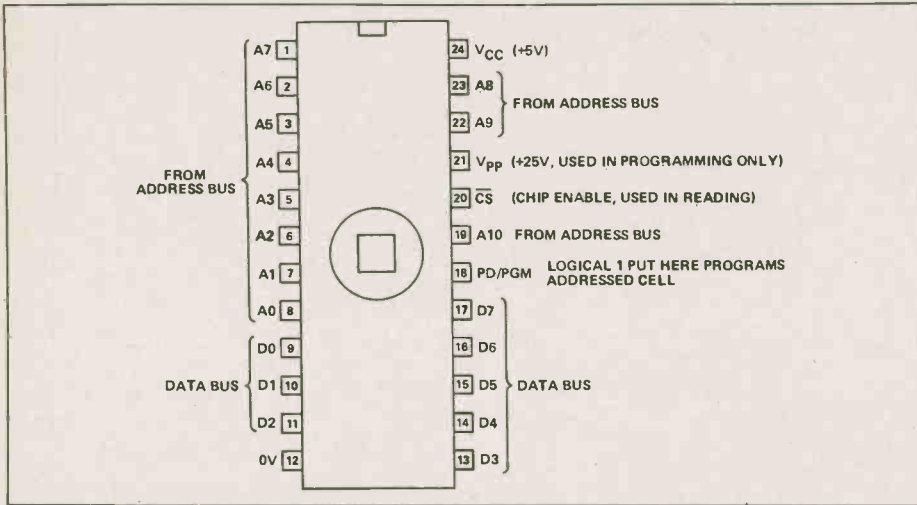 A7 1
A6 2
A5 3
A4 4
A3 5
A2 6
A1 7
A0 8
FROM
ADDRESS BUS
D0 9
D1 10
D2 11
DATA BUS
0V 12
24 VCC (+5V)
23 A8
22 A9
FROM ADDRESS BUS
21 VPP (+25V, USED IN PROGRAMMING ONLY)
20 C̅S̅ (CHIP ENABLE, USED IN READING)
19 A10 FROM ADDRESS BUS
18 PD/PGM LOGICAL 1 PUT HERE PROGRAMS
ADDRESSED CELL
17 D7
16 D6
15 D5
14 D4
13 D3
DATA BUS